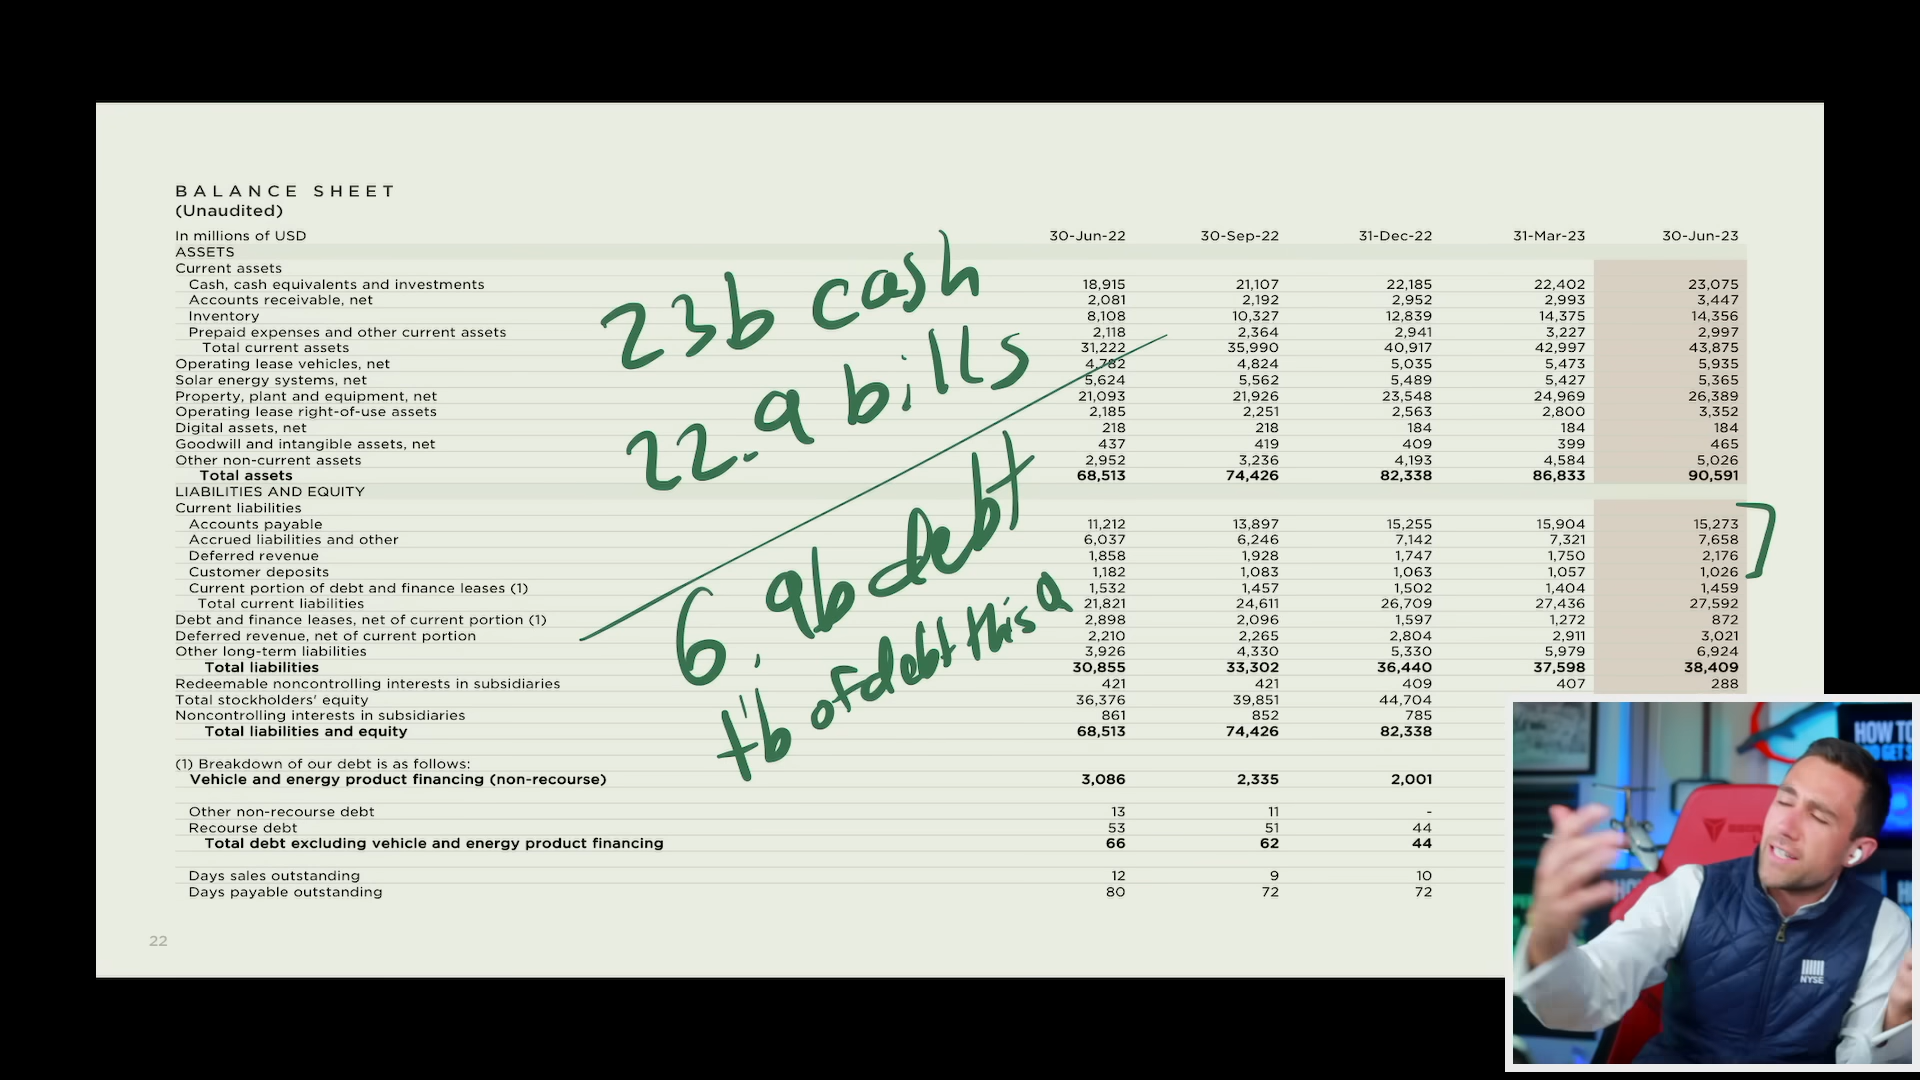 BALANCE SHEET
(Unaudited)
In millions of USD 30-Jun-22 30-Sep-22 31-Dec-22 31-Mar-23 30-Jun-23
ASSETS
Current assets
Cash, cash equivalents and investments 18,915 21,107 22,185 22,402 23,075
Accounts receivable, net 2,081 2,192 2,952 2,993 3,447
Inventory 8,108 10,327 12,839 14,375 14,356
Prepaid expenses and other current assets 2,118 2,364 2,941 3,227 2,997
Total current assets 31,222 35,990 40,917 42,997 43,875
Operating lease vehicles, net 4,782 4,824 5,035 5,473 5,935
Solar energy systems, net 5,624 5,562 5,489 5,427 5,365
Property, plant and equipment, net 21,093 21,926 23,548 24,969 26,389
Operating lease right-of-use assets 2,185 2,251 2,563 2,800 3,352
Digital assets, net 218 218 184 184 184
Goodwill and intangible assets, net 437 419 409 399 465
Other non-current assets 2,952 3,236 4,193 4,584 5,026
Total assets 68,513 74,426 82,338 86,833 90,591
LIABILITIES AND EQUITY
Current liabilities
Accounts payable 11,212 13,897 15,255 15,904 15,273
Accrued liabilities and other 6,037 6,246 7,142 7,321 7,658
Deferred revenue 1,858 1,928 1,747 1,750 2,176
Customer deposits 1,182 1,083 1,063 1,057 1,026
Current portion of debt and finance leases (1) 1,532 1,457 1,502 1,404 1,459
Total current liabilities 21,821 24,611 26,709 27,436 27,592
Debt and finance leases, net of current portion (1) 2,898 2,096 1,597 1,272 872
Deferred revenue, net of current portion 2,210 2,265 2,804 2,911 3,021
Other long-term liabilities 3,926 4,330 5,330 5,979 6,924
Total liabilities 30,855 33,302 36,440 37,598 38,409
Redeemable noncontrolling interests in subsidiaries 421 421 409 407 288
Total stockholders' equity 36,376 39,851 44,704
Noncontrolling interests in subsidiaries 861 852 785
Total liabilities and equity 68,513 74,426 82,338
(1) Breakdown of our debt is as follows:
Vehicle and energy product financing (non-recourse) 3,086 2,335 2,001
Other non-recourse debt 13 11 -
Recourse debt 53 51 44
Total debt excluding vehicle and energy product financing 66 62 44
Days sales outstanding 12 9 10
Days payable outstanding 80 72 72
22
23b cash
22.9 bills
6.9b debt
+1b of debt this Q
HOW TO
NYSE